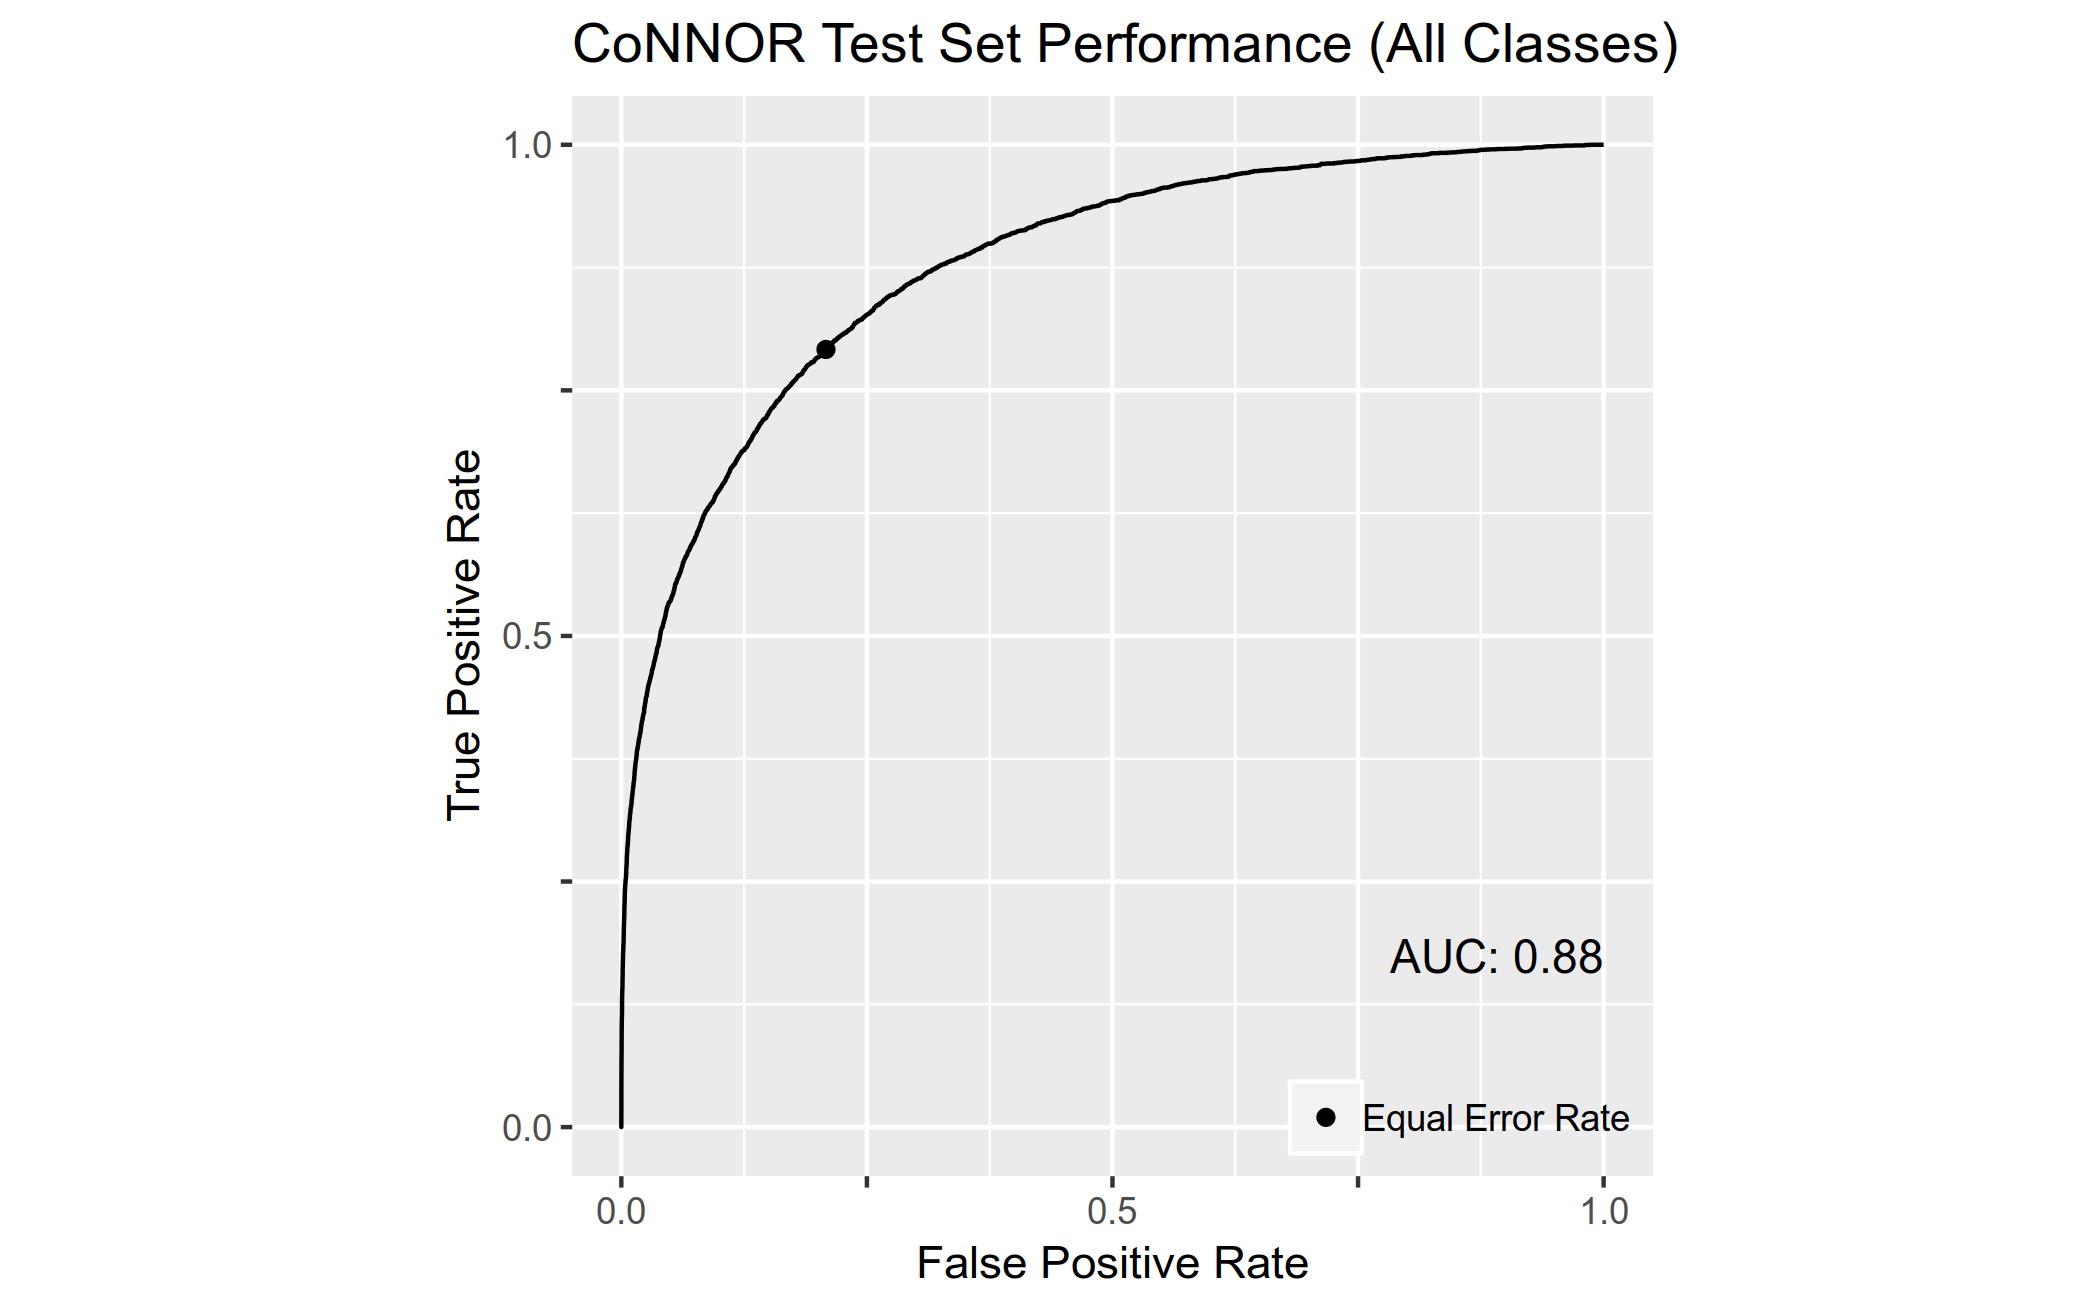 CoNNOR Test Set Performance (All Classes)
1.0
0.5
0.0
True Positive Rate
AUC: 0.88
Equal Error Rate
0.0 0.5 1.0
False Positive Rate